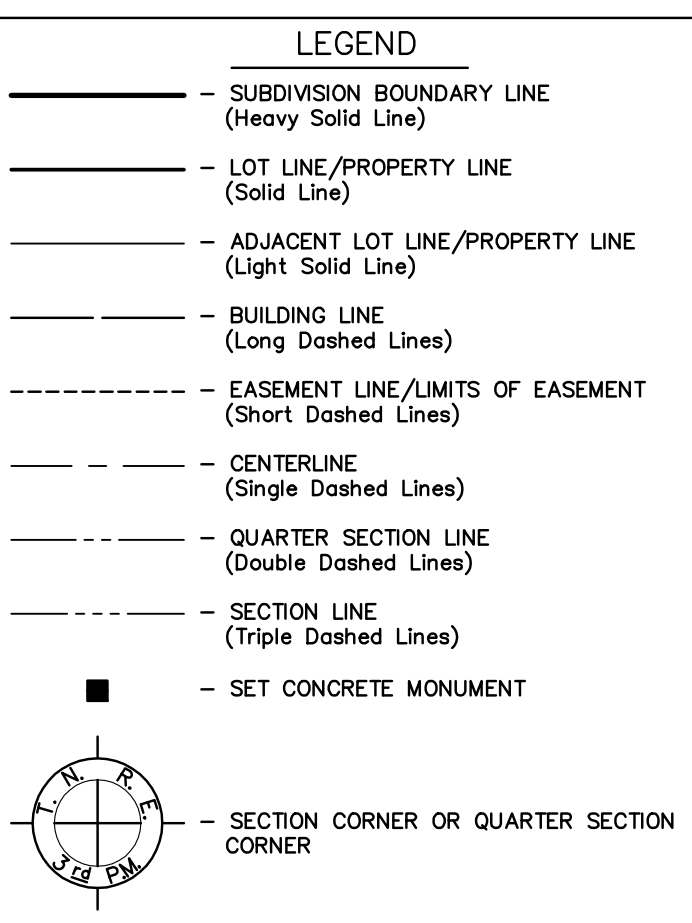 LEGEND
– SUBDIVISION BOUNDARY LINE
(Heavy Solid Line)
– LOT LINE/PROPERTY LINE
(Solid Line)
– ADJACENT LOT LINE/PROPERTY LINE
(Light Solid Line)
– BUILDING LINE
(Long Dashed Lines)
– EASEMENT LINE/LIMITS OF EASEMENT
(Short Dashed Lines)
– CENTERLINE
(Single Dashed Lines)
– QUARTER SECTION LINE
(Double Dashed Lines)
– SECTION LINE
(Triple Dashed Lines)
– SET CONCRETE MONUMENT
T. N. R. E.
3rd P.M.
– SECTION CORNER OR QUARTER SECTION
CORNER